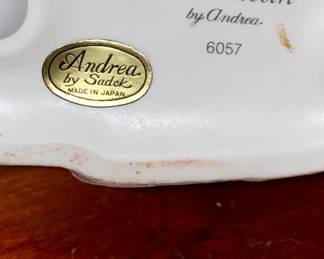 by Andrea
6057
Andrea
by Sadek
MADE IN JAPAN